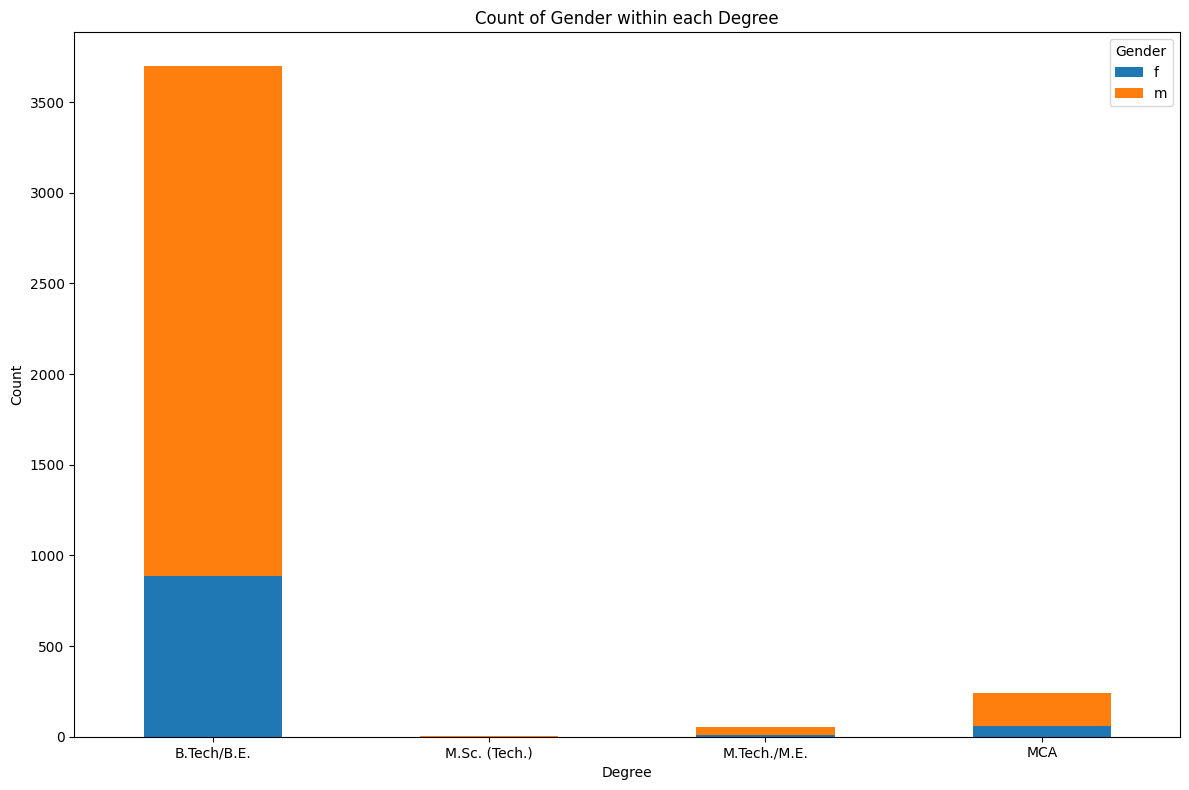 Count of Gender within each Degree
Gender
f
m
3500
3000
2500
2000
1500
1000
500
0
Count
B.Tech/B.E.
M.Sc. (Tech.)
M.Tech./M.E.
MCA
Degree